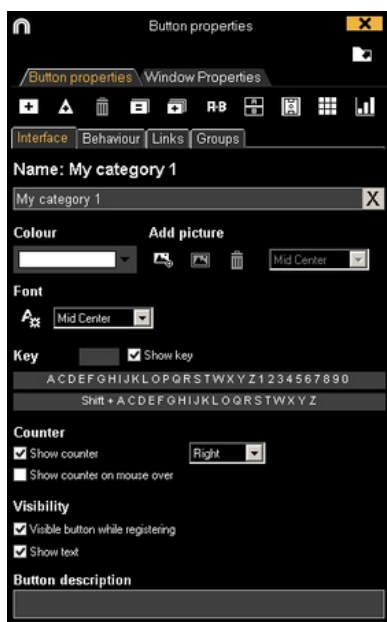 Button properties
X
Button properties Window Properties
A-B
Interface Behaviour Links Groups
Name: My category 1
My category 1 X
Colour Add picture
Mid Center
Font
Mid Center
Key Show key
A C D E F G H I J K L O P Q R S T W X Y Z 1 2 3 4 5 6 7 8 9 0
Shift + A C D E F G H I J K L O Q R S T W X Y Z
Counter
Show counter Right
Show counter on mouse over
Visibility
Visible button while registering
Show text
Button description